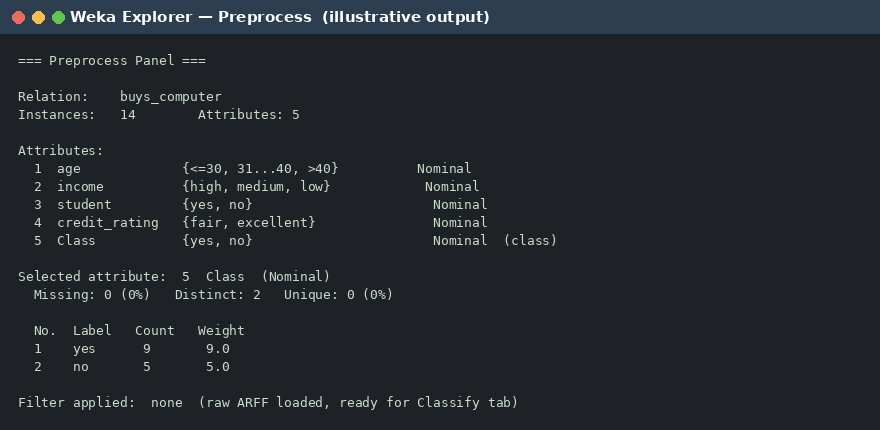 Weka Explorer — Preprocess  (illustrative output)
=== Preprocess Panel ===
Relation:    buys_computer
Instances:   14        Attributes: 5
Attributes:
  1  age             {<=30, 31...40, >40}          Nominal
  2  income          {high, medium, low}            Nominal
  3  student         {yes, no}                       Nominal
  4  credit_rating   {fair, excellent}               Nominal
  5  Class           {yes, no}                       Nominal  (class)
Selected attribute:  5  Class  (Nominal)
  Missing: 0 (0%)   Distinct: 2   Unique: 0 (0%)
  No.  Label   Count   Weight
  1    yes      9       9.0
  2    no       5       5.0
Filter applied:  none  (raw ARFF loaded, ready for Classify tab)